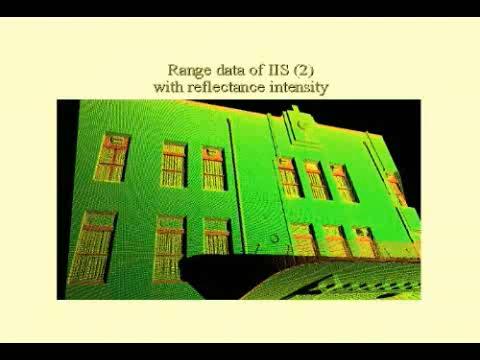 Range data of IIS (2)
with reflectance intensity